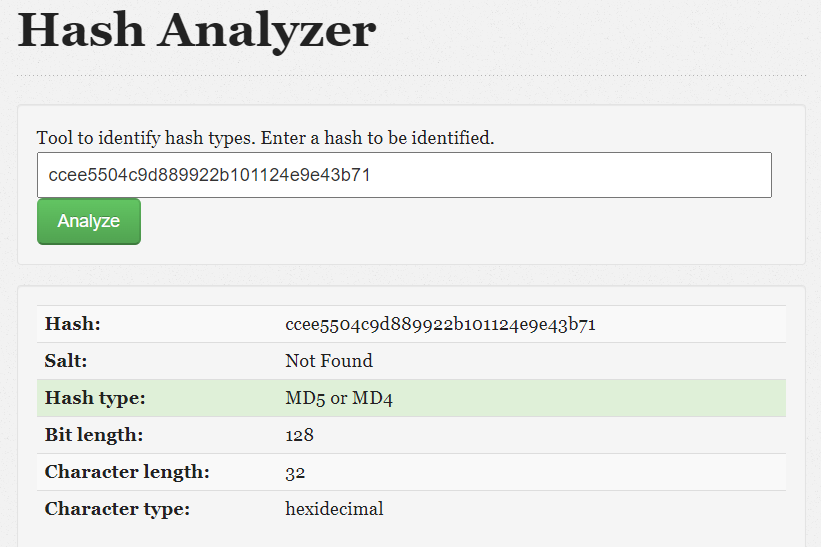 Hash Analyzer
Tool to identify hash types. Enter a hash to be identified.
ccee5504c9d889922b101124e9e43b71
Analyze
Hash: ccee5504c9d889922b101124e9e43b71
Salt: Not Found
Hash type: MD5 or MD4
Bit length: 128
Character length: 32
Character type: hexidecimal